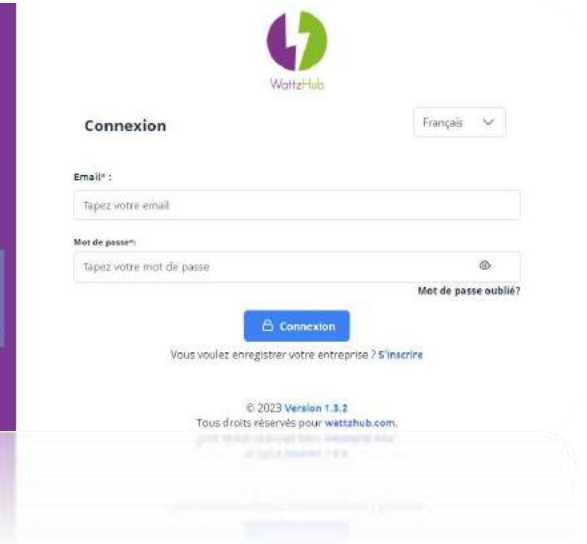 WattzHub
Connexion
Français
Email* :
Tapez votre email
Mot de passe*:
Tapez votre mot de passe
Mot de passe oublié?
Connexion
Vous voulez enregistrer votre entreprise ? S'inscrire
© 2023 Version 1.3.2
Tous droits réservés pour wattzhub.com.